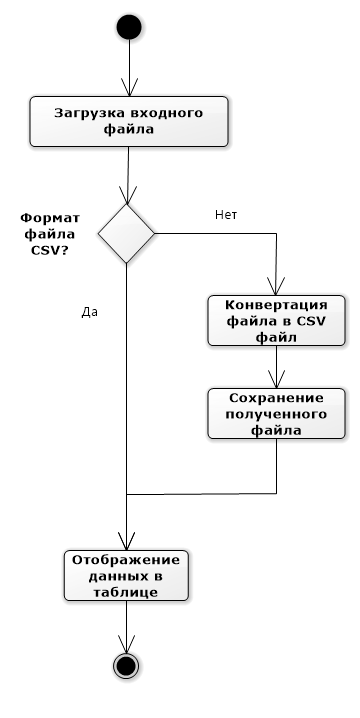 Загрузка входного
файла
Формат
файла
CSV?
Нет
Да
Конвертация
файла в CSV
файл
Сохранение
полученного
файла
Отображение
данных в
таблице